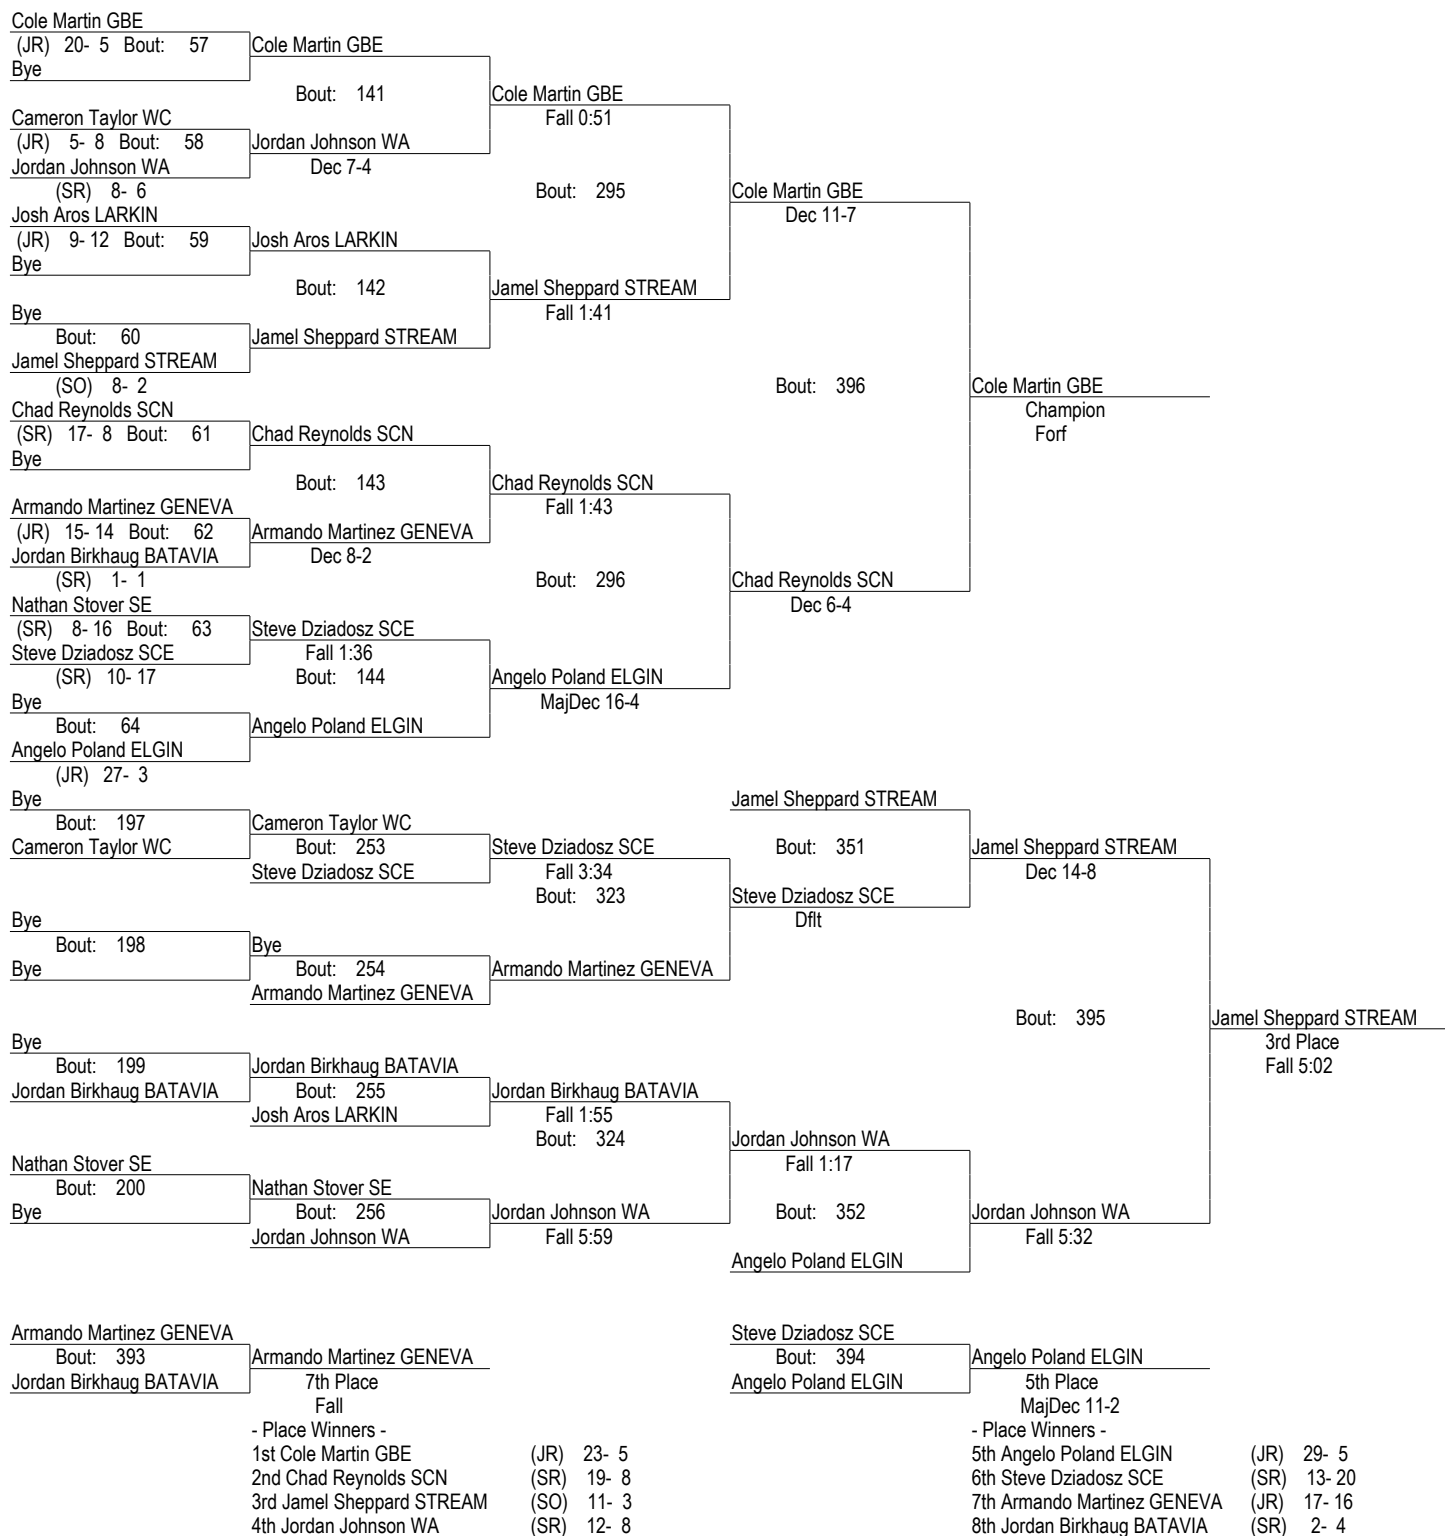 Cole Martin GBE
(JR) 20- 5 Bout: 57 Cole Martin GBE
Bye
Bout: 141 Cole Martin GBE
Cameron Taylor WC Fall 0:51
(JR) 5- 8 Bout: 58 Jordan Johnson WA
Jordan Johnson WA Dec 7-4
(SR) 8- 6 Bout: 295 Cole Martin GBE
Josh Aros LARKIN Dec 11-7
(JR) 9- 12 Bout: 59 Josh Aros LARKIN
Bye
Bout: 142 Jamel Sheppard STREAM
Bye Fall 1:41
Bout: 60 Jamel Sheppard STREAM
Jamel Sheppard STREAM
(SO) 8- 2 Bout: 396 Cole Martin GBE
Chad Reynolds SCN Champion
(SR) 17- 8 Bout: 61 Chad Reynolds SCN Forf
Bye
Bout: 143 Chad Reynolds SCN
Armando Martinez GENEVA Fall 1:43
(JR) 15- 14 Bout: 62 Armando Martinez GENEVA
Jordan Birkhaug BATAVIA Dec 8-2
(SR) 1- 1 Bout: 296 Chad Reynolds SCN
Nathan Stover SE Dec 6-4
(SR) 8- 16 Bout: 63 Steve Dziadosz SCE
Steve Dziadosz SCE Fall 1:36
(SR) 10- 17 Bout: 144 Angelo Poland ELGIN
Bye MajDec 16-4
Bout: 64 Angelo Poland ELGIN
Angelo Poland ELGIN
(JR) 27- 3
Bye Jamel Sheppard STREAM
Bout: 197 Cameron Taylor WC
Cameron Taylor WC Bout: 253 Steve Dziadosz SCE Bout: 351 Jamel Sheppard STREAM
Steve Dziadosz SCE Fall 3:34 Dec 14-8
Bout: 323 Steve Dziadosz SCE
Bye Dflt
Bout: 198 Bye
Bye Bout: 254 Armando Martinez GENEVA
Armando Martinez GENEVA
Bout: 395 Jamel Sheppard STREAM
Bye 3rd Place
Bout: 199 Jordan Birkhaug BATAVIA Fall 5:02
Jordan Birkhaug BATAVIA Bout: 255 Jordan Birkhaug BATAVIA
Josh Aros LARKIN Fall 1:55
Bout: 324 Jordan Johnson WA
Nathan Stover SE Fall 1:17
Bout: 200 Nathan Stover SE
Bye Bout: 256 Jordan Johnson WA Bout: 352 Jordan Johnson WA
Jordan Johnson WA Fall 5:59 Fall 5:32
Angelo Poland ELGIN
Armando Martinez GENEVA Steve Dziadosz SCE
Bout: 393 Armando Martinez GENEVA Bout: 394 Angelo Poland ELGIN
Jordan Birkhaug BATAVIA 7th Place Angelo Poland ELGIN 5th Place
Fall MajDec 11-2
- Place Winners - - Place Winners -
1st Cole Martin GBE (JR) 23- 5 5th Angelo Poland ELGIN (JR) 29- 5
2nd Chad Reynolds SCN (SR) 19- 8 6th Steve Dziadosz SCE (SR) 13- 20
3rd Jamel Sheppard STREAM (SO) 11- 3 7th Armando Martinez GENEVA (JR) 17- 16
4th Jordan Johnson WA (SR) 12- 8 8th Jordan Birkhaug BATAVIA (SR) 2- 4